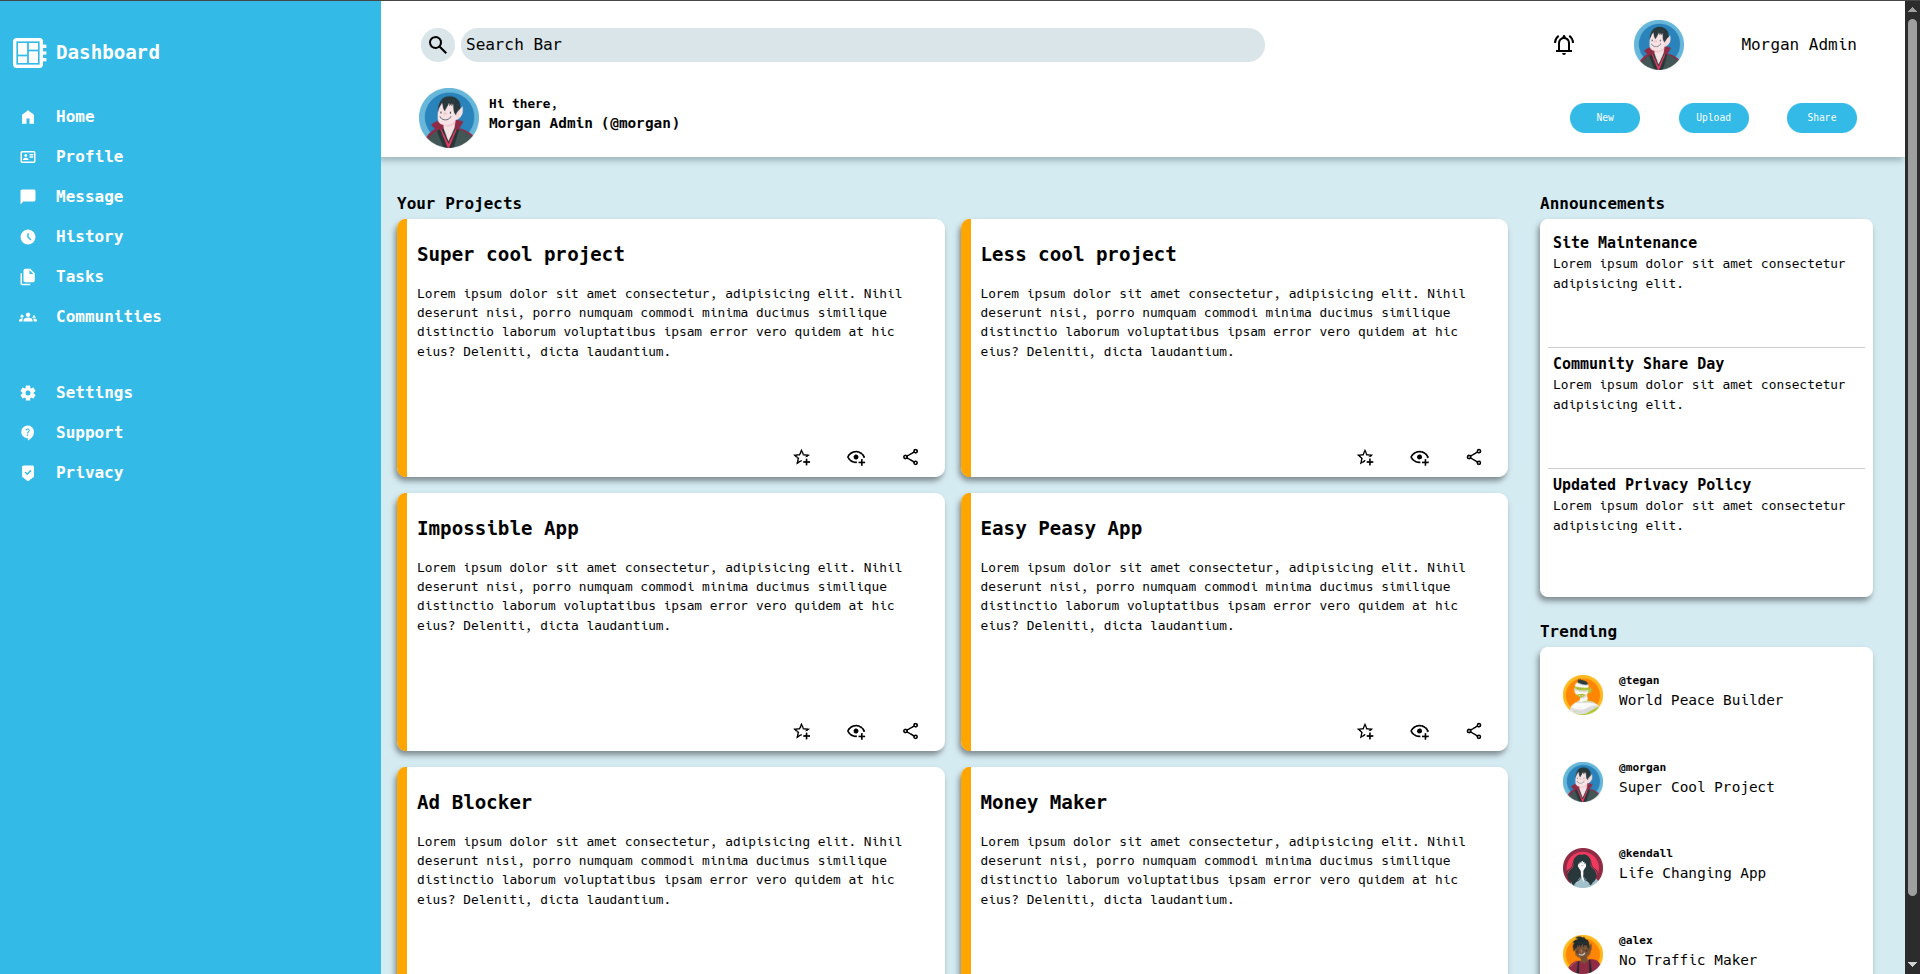 Dashboard
Home
Profile
Message
History
Tasks
Communities
Settings
Support
Privacy
Search Bar
Morgan Admin
Hi there,
Morgan Admin (@morgan)
New
Upload
Share
Your Projects
Super cool project
Lorem ipsum dolor sit amet consectetur, adipisicing elit. Nihil
deserunt nisi, porro numquam commodi minima ducimus similique
distinctio laborum voluptatibus ipsam error vero quidem at hic
eius? Deleniti, dicta laudantium.
Less cool project
Lorem ipsum dolor sit amet consectetur, adipisicing elit. Nihil
deserunt nisi, porro numquam commodi minima ducimus similique
distinctio laborum voluptatibus ipsam error vero quidem at hic
eius? Deleniti, dicta laudantium.
Impossible App
Lorem ipsum dolor sit amet consectetur, adipisicing elit. Nihil
deserunt nisi, porro numquam commodi minima ducimus similique
distinctio laborum voluptatibus ipsam error vero quidem at hic
eius? Deleniti, dicta laudantium.
Easy Peasy App
Lorem ipsum dolor sit amet consectetur, adipisicing elit. Nihil
deserunt nisi, porro numquam commodi minima ducimus similique
distinctio laborum voluptatibus ipsam error vero quidem at hic
eius? Deleniti, dicta laudantium.
Ad Blocker
Lorem ipsum dolor sit amet consectetur, adipisicing elit. Nihil
deserunt nisi, porro numquam commodi minima ducimus similique
distinctio laborum voluptatibus ipsam error vero quidem at hic
eius? Deleniti, dicta laudantium.
Money Maker
Lorem ipsum dolor sit amet consectetur, adipisicing elit. Nihil
deserunt nisi, porro numquam commodi minima ducimus similique
distinctio laborum voluptatibus ipsam error vero quidem at hic
eius? Deleniti, dicta laudantium.
Announcements
Site Maintenance
Lorem ipsum dolor sit amet consectetur
adipisicing elit.
Community Share Day
Lorem ipsum dolor sit amet consectetur
adipisicing elit.
Updated Privacy Policy
Lorem ipsum dolor sit amet consectetur
adipisicing elit.
Trending
@tegan
World Peace Builder
@morgan
Super Cool Project
@kendall
Life Changing App
@alex
No Traffic Maker